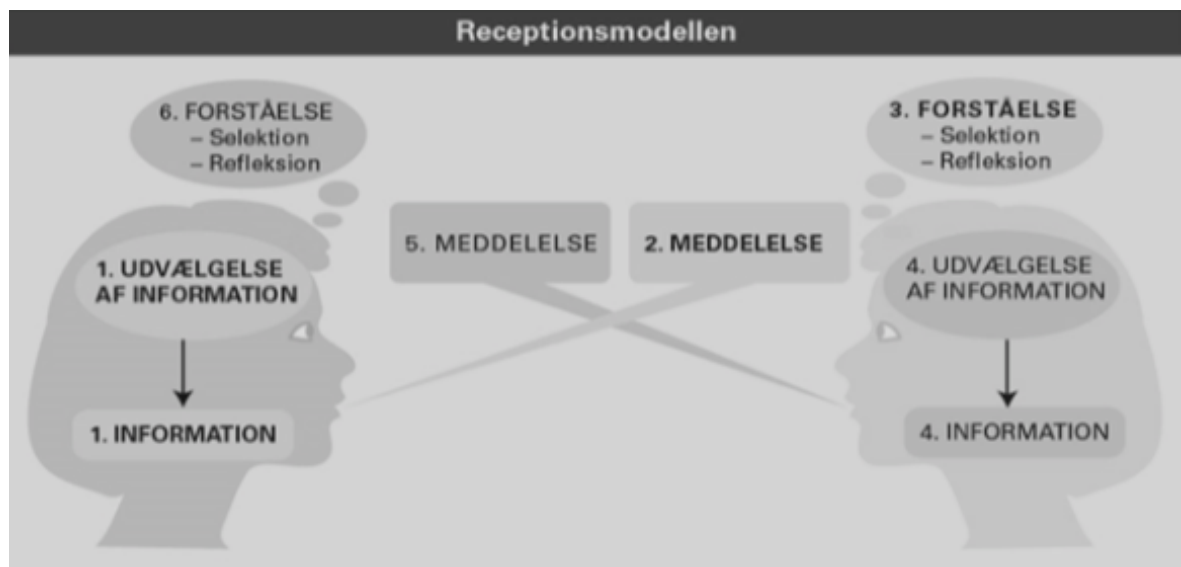 Receptionsmodellen
6. FORSTÅELSE
– Selektion
– Refleksion
3. FORSTÅELSE
– Selektion
– Refleksion
5. MEDDELELSE
2. MEDDELELSE
1. UDVÆLGELSE
AF INFORMATION
4. UDVÆLGELSE
AF INFORMATION
1. INFORMATION
4. INFORMATION